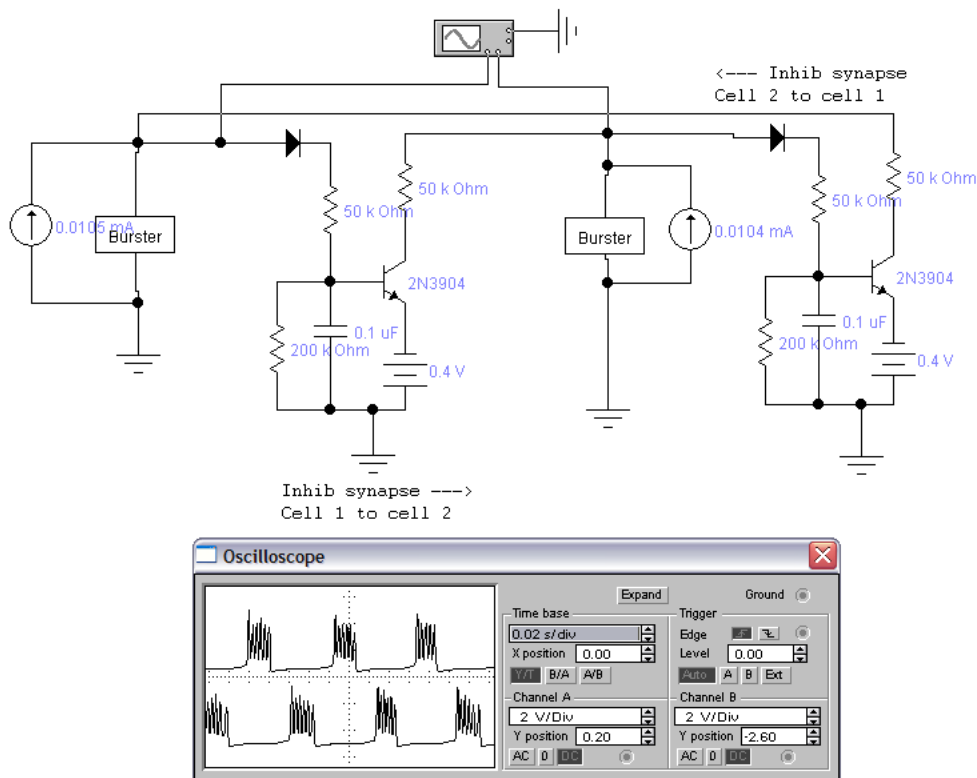 <--- Inhib synapse
Cell 2 to cell 1
50 k Ohm
50 k Ohm
50 k Ohm
50 k Ohm
0.0105 mA
Burster
Burster
0.0104 mA
2N3904
2N3904
0.1 uF
200 k Ohm
0.4 V
0.1 uF
200 k Ohm
0.4 V
Inhib synapse --->
Cell 1 to cell 2
Oscilloscope
Expand
Ground
Time base
0.02 s/div
X position 0.00
Y/T B/A A/B
Trigger
Edge
Level 0.00
Auto A B Ext
Channel A
2 V/Div
Y position 0.20
AC 0 DC
Channel B
2 V/Div
Y position -2.60
AC 0 DC